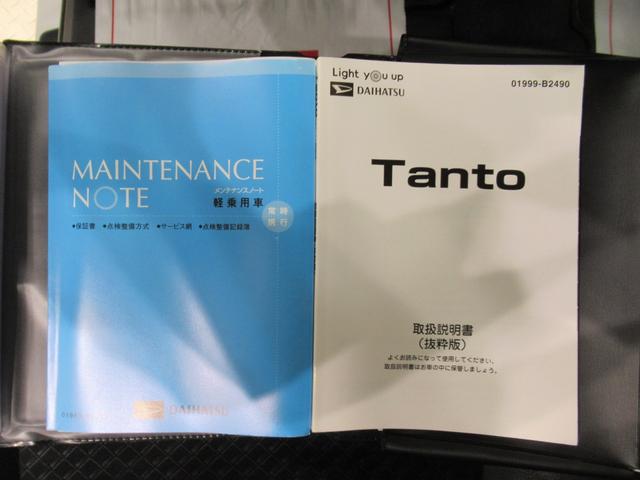 MAINTENANCE
NOTE
メンテナンスノート
軽乗用車
常時
携行
●保証書 ●点検整備方式 ●サービス網 ●点検整備記録簿
DAIHATSU
Light you up
DAIHATSU
01999-B2490
Tanto
取扱説明書
（抜粋版）
よくお読みになって使用してください。
取扱説明書はお車の中に保管しましょう。